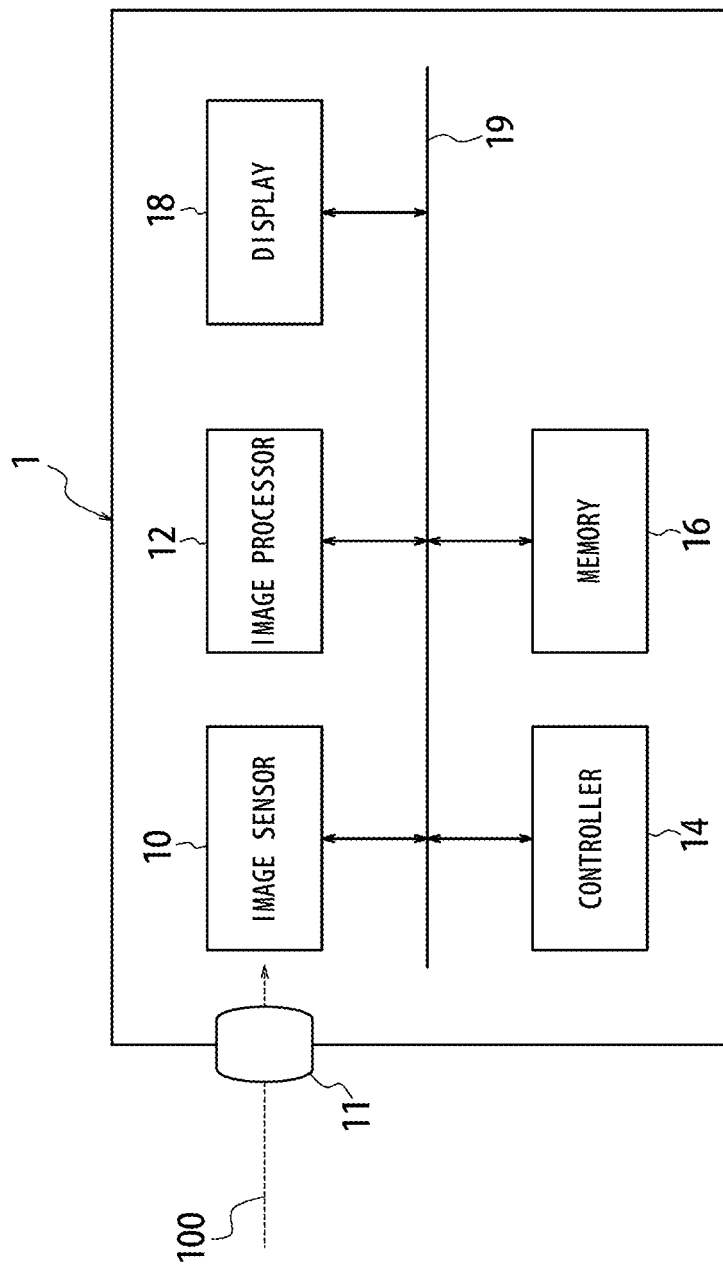 1
10
IMAGE SENSOR
12
IMAGE PROCESSOR
18
DISPLAY
100
11
19
CONTROLLER
14
MEMORY
16